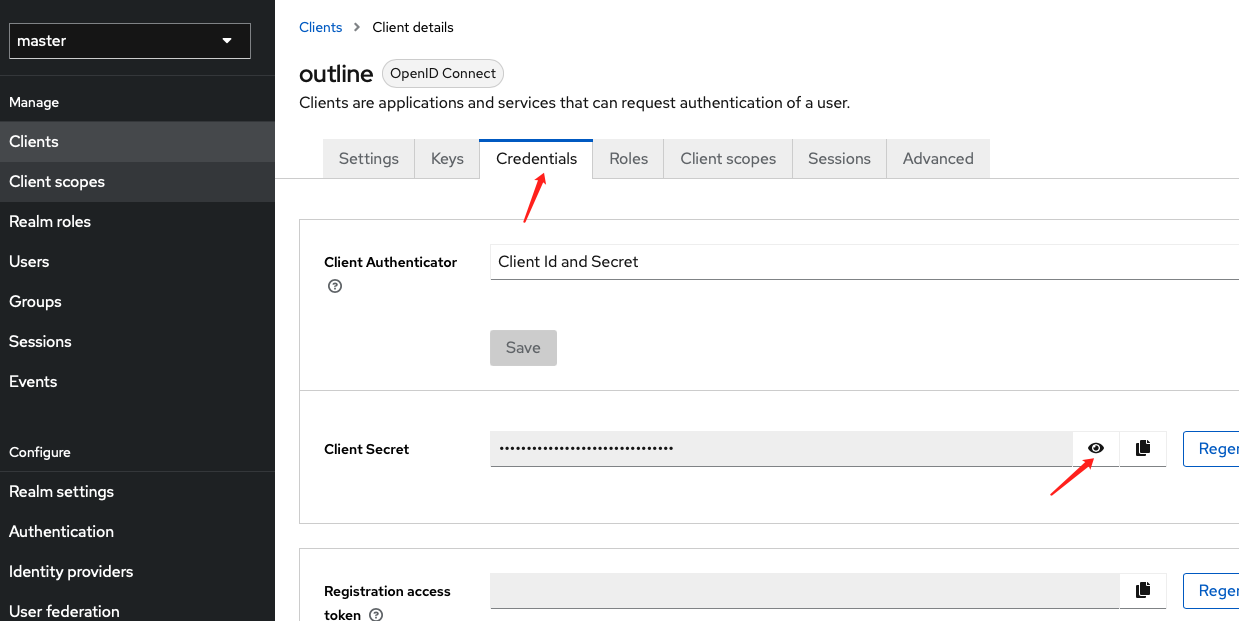 master
Manage
Clients
Client scopes
Realm roles
Users
Groups
Sessions
Events
Configure
Realm settings
Authentication
Identity providers
User federation
Clients > Client details
outline OpenID Connect
Clients are applications and services that can request authentication of a user.
Settings Keys Credentials Roles Client scopes Sessions Advanced
Client Authenticator Client Id and Secret
Save
Client Secret •••••••••••••••••••••••••••••••• Reger
Registration access Reger
token